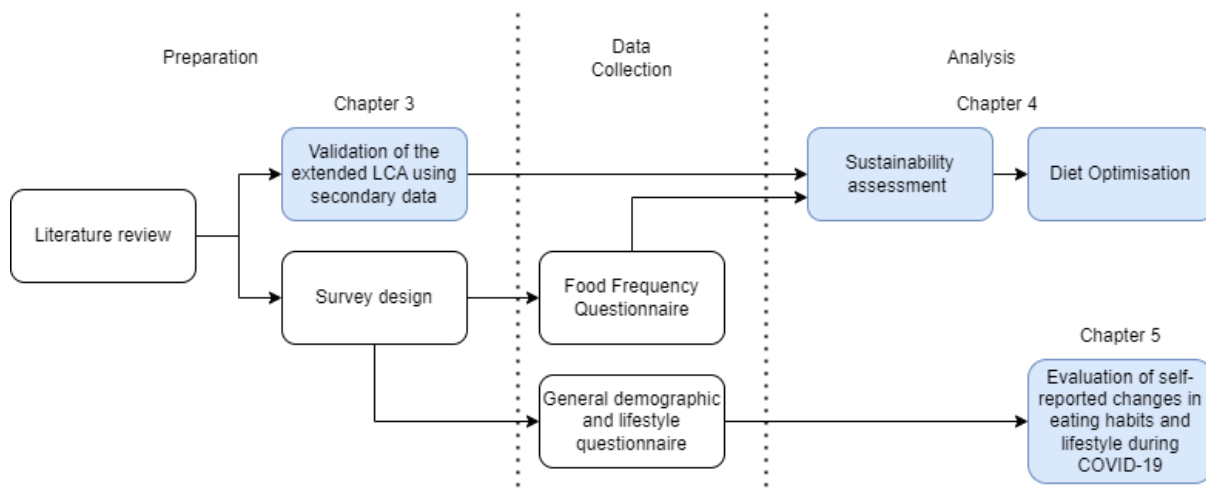 Preparation
Data
Collection
Analysis
Chapter 3
Chapter 4
Validation of the
extended LCA using
secondary data
Sustainability
assessment
Diet Optimisation
Literature review
Survey design
Food Frequency
Questionnaire
Chapter 5
General demographic
and lifestyle
questionnaire
Evaluation of self-
reported changes in
eating habits and
lifestyle during
COVID-19